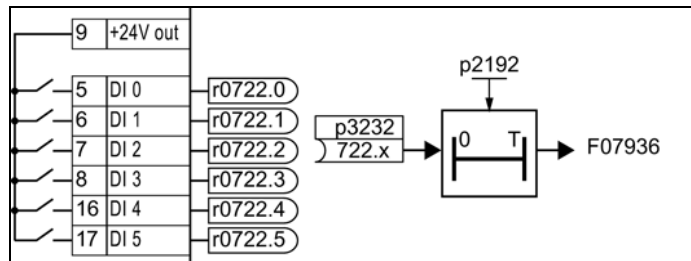 9 +24V out
p2192
5 DI 0 r0722.0
6 DI 1 r0722.1
p3232
0 T
F07936
7 DI 2 r0722.2
722.x
8 DI 3 r0722.3
16 DI 4 r0722.4
17 DI 5 r0722.5